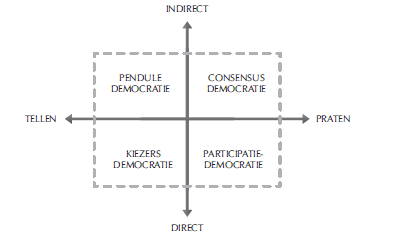 INDIRECT
PENDULE
DEMOCRATIE
CONSENSUS
DEMOCRATIE
TELLEN
PRATEN
KIEZERS
DEMOCRATIE
PARTICIPATIE-
DEMOCRATIE
DIRECT